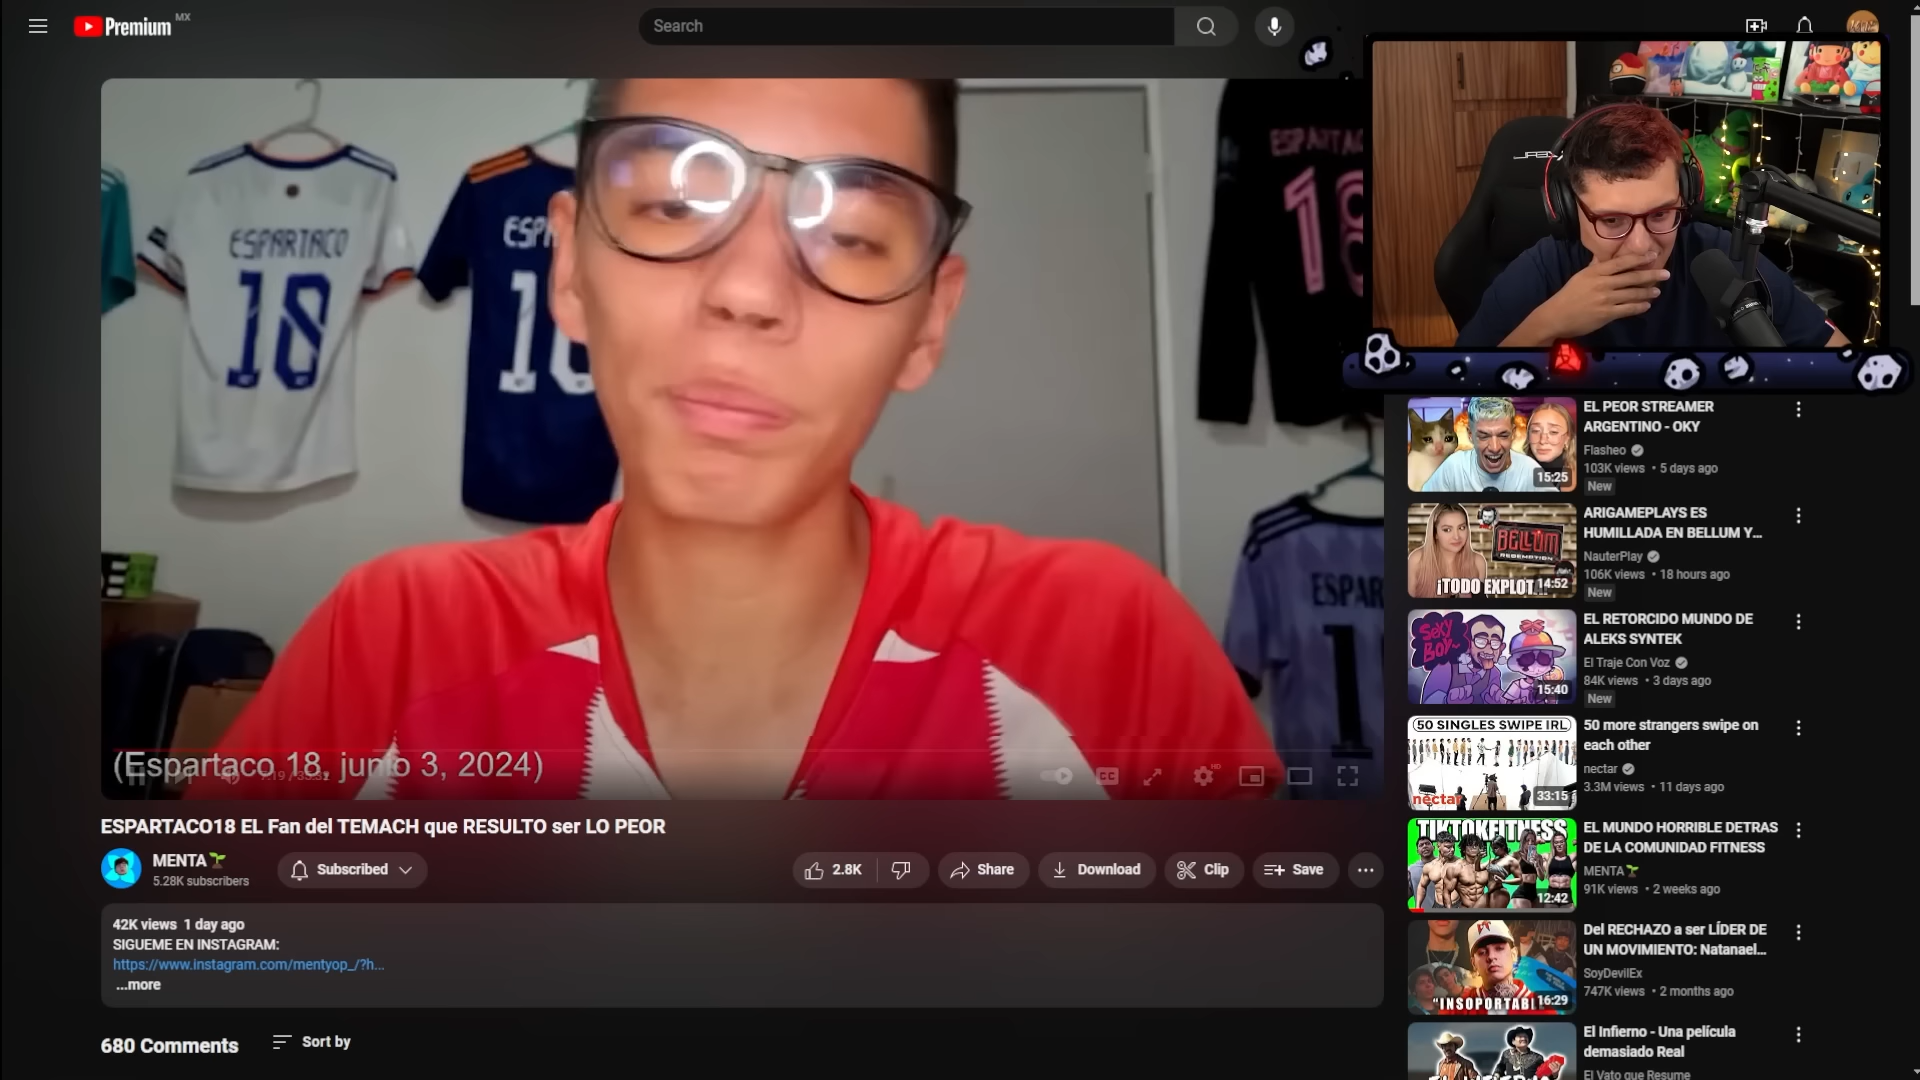 Premium MX
Search
ESPARTACO
18
ESPA
1
ESPARTAC
18
ESPAR
1
(Espartaco 18, junio 3, 2024)
ESPARTACO18 EL Fan del TEMACH que RESULTO ser LO PEOR
MENTA🌱
5.28K subscribers
Subscribed
2.8K
Share
Download
Clip
Save
42K views 1 day ago
SIGUEME EN INSTAGRAM:
https://www.instagram.com/mentyop_/?h...
...more
680 Comments
Sort by
15:25
EL PEOR STREAMER
ARGENTINO - OKY
Flasheo
103K views • 5 days ago
New
BELLUM
REDEMPTION
¡TODO EXPLOT...
14:52
ARIGAMEPLAYS ES
HUMILLADA EN BELLUM Y...
NauterPlay
106K views • 18 hours ago
New
SEXY
BOY
15:40
EL RETORCIDO MUNDO DE
ALEKS SYNTEK
El Traje Con Voz
84K views • 3 days ago
New
50 SINGLES SWIPE IRL
nectar
33:15
50 more strangers swipe on
each other
nectar
3.3M views • 11 days ago
TIKTOKFITNESS
12:42
EL MUNDO HORRIBLE DETRAS
DE LA COMUNIDAD FITNESS
MENTA🌱
91K views • 2 weeks ago
"INSOPORTABL
16:29
Del RECHAZO a ser LÍDER DE
UN MOVIMIENTO: Natanael...
SoyDevilEx
747K views • 2 months ago
El Infierno - Una película
demasiado Real
El Vato que Resume